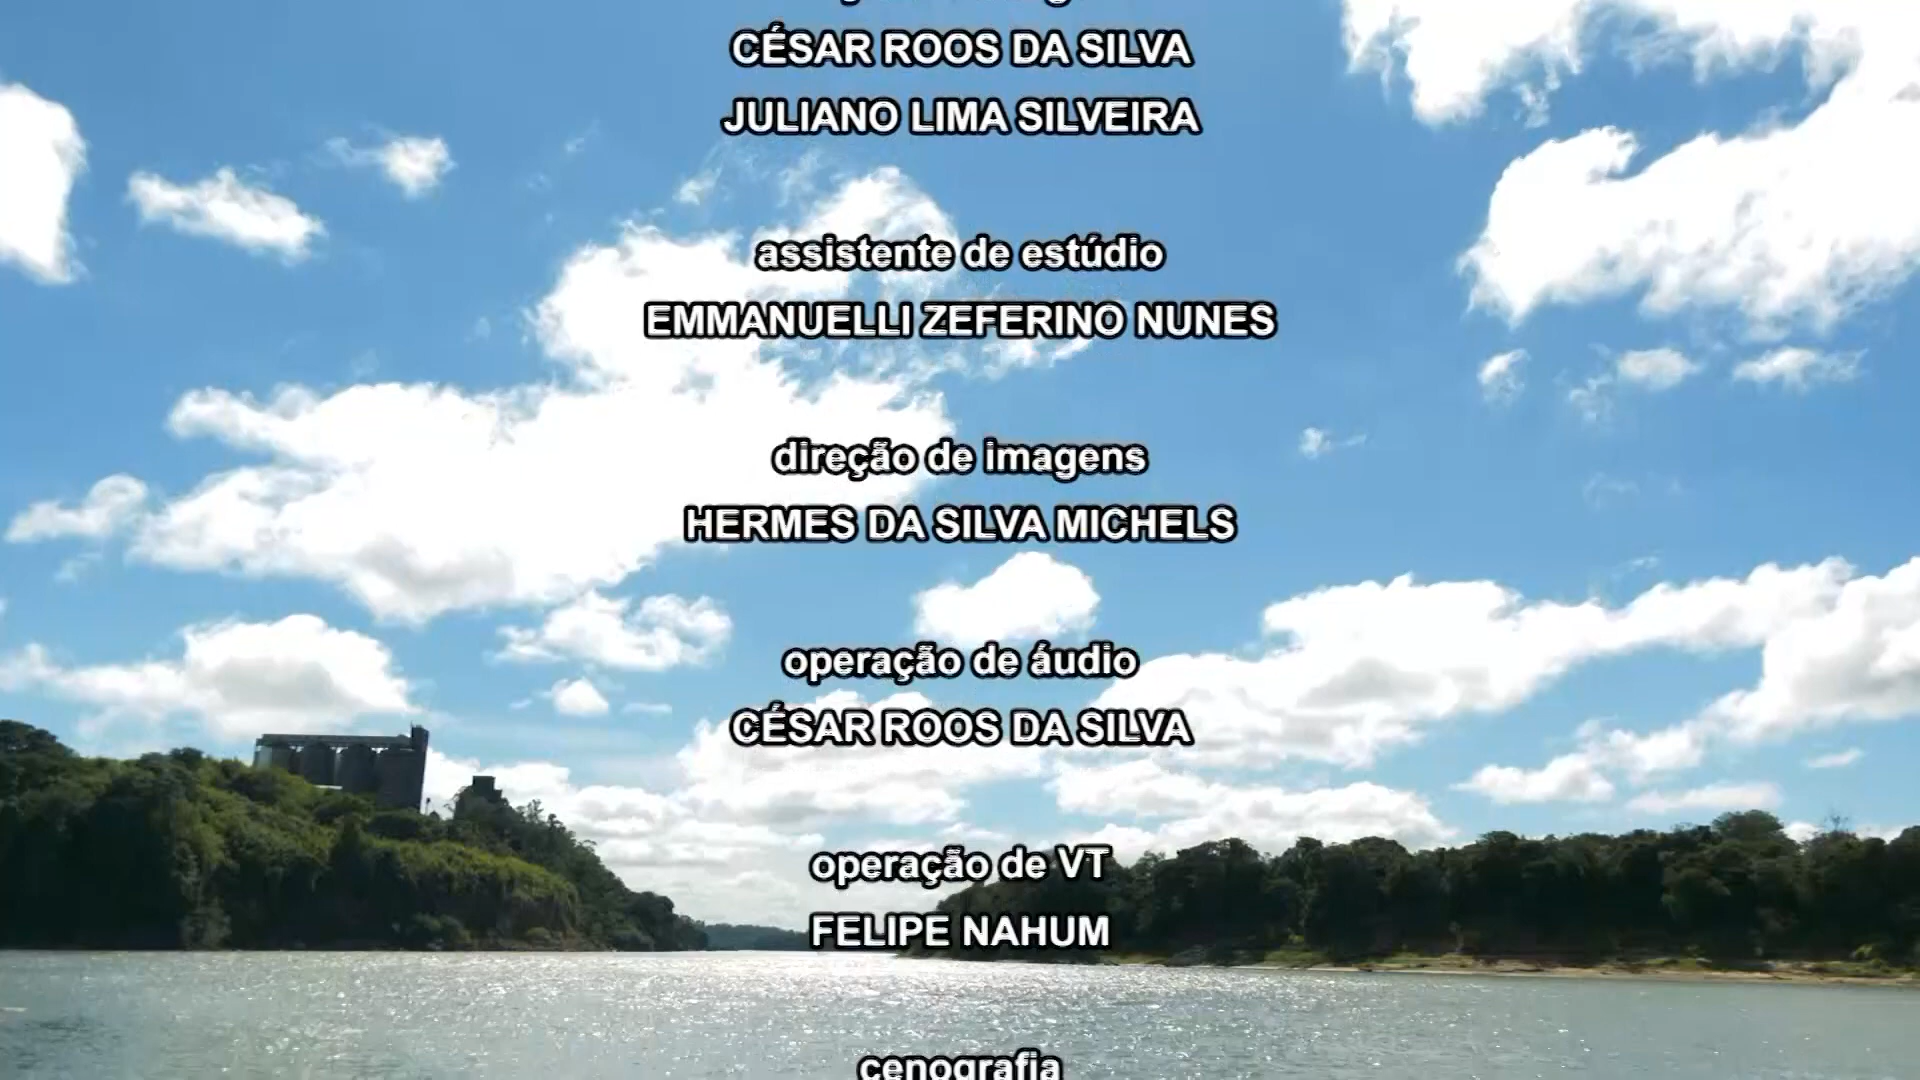 CÉSAR ROOS DA SILVA
JULIANO LIMA SILVEIRA
assistente de estúdio
EMMANUELLI ZEFERINO NUNES
direção de imagens
HERMES DA SILVA MICHELS
operação de áudio
CÉSAR ROOS DA SILVA
operação de VT
FELIPE NAHUM
cenografia